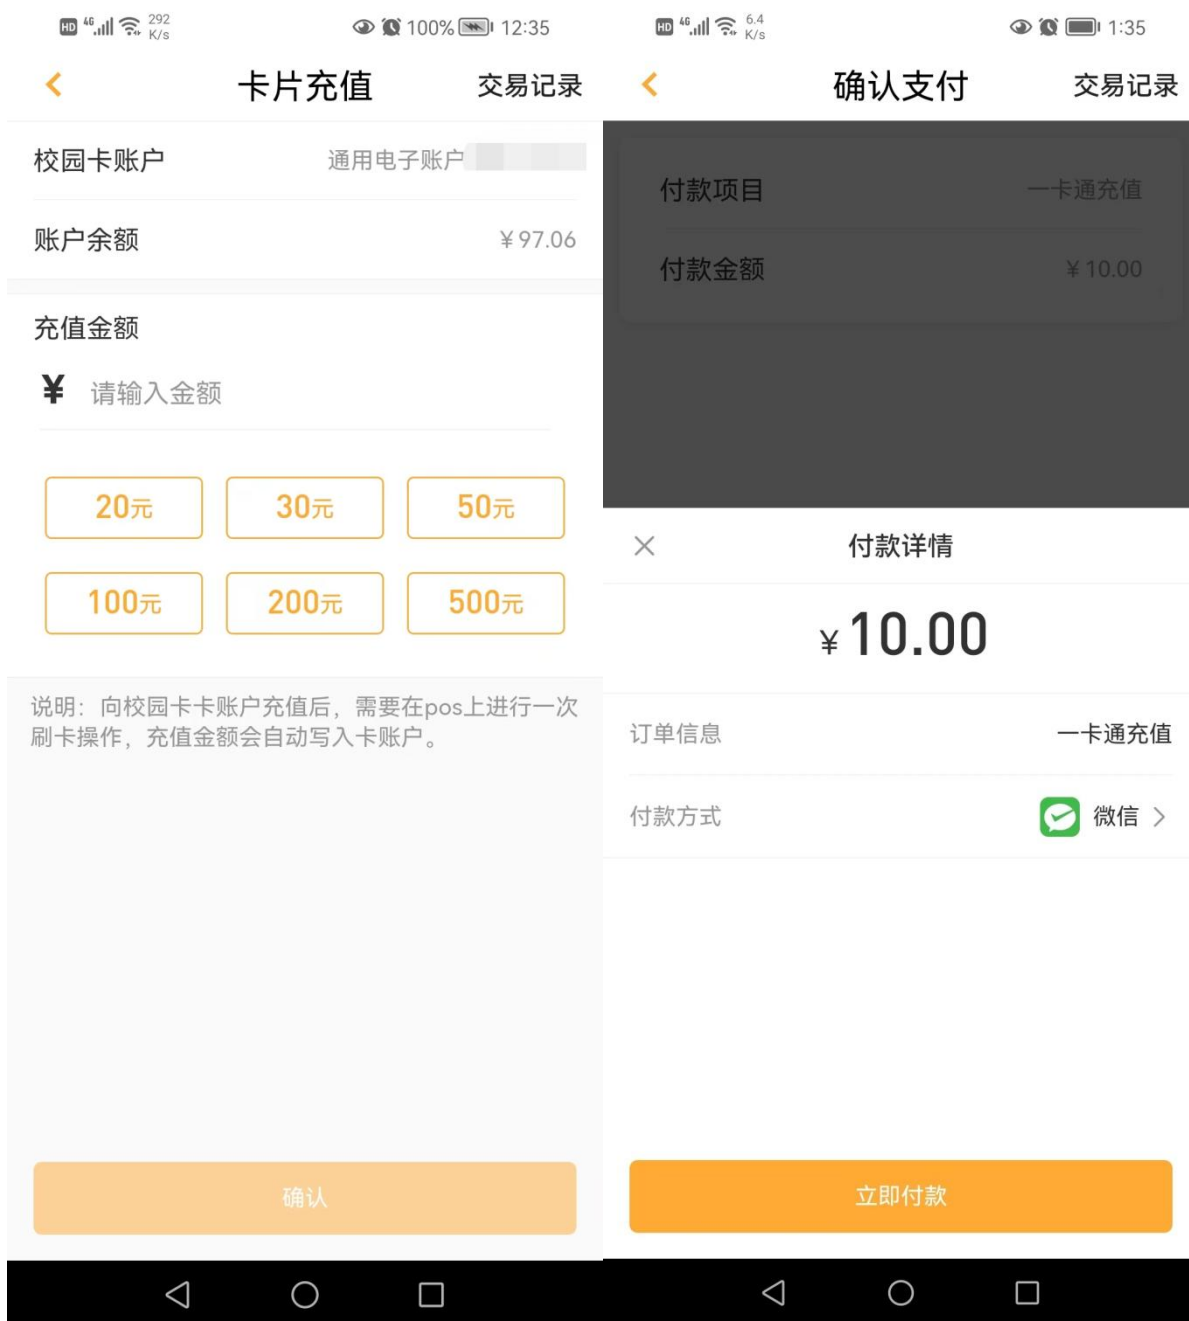 HD 4G 292 K/s 100% 12:35
卡片充值 交易记录
校园卡账户 通用电子账户
账户余额 ¥97.06
充值金额
¥ 请输入金额
20元 30元 50元
100元 200元 500元
说明：向校园卡卡账户充值后，需要在pos上进行一次
刷卡操作，充值金额会自动写入卡账户。
确认
HD 4G 6.4 K/s 1:35
确认支付 交易记录
付款项目 一卡通充值
付款金额 ¥10.00
付款详情
¥10.00
订单信息 一卡通充值
付款方式 微信
立即付款